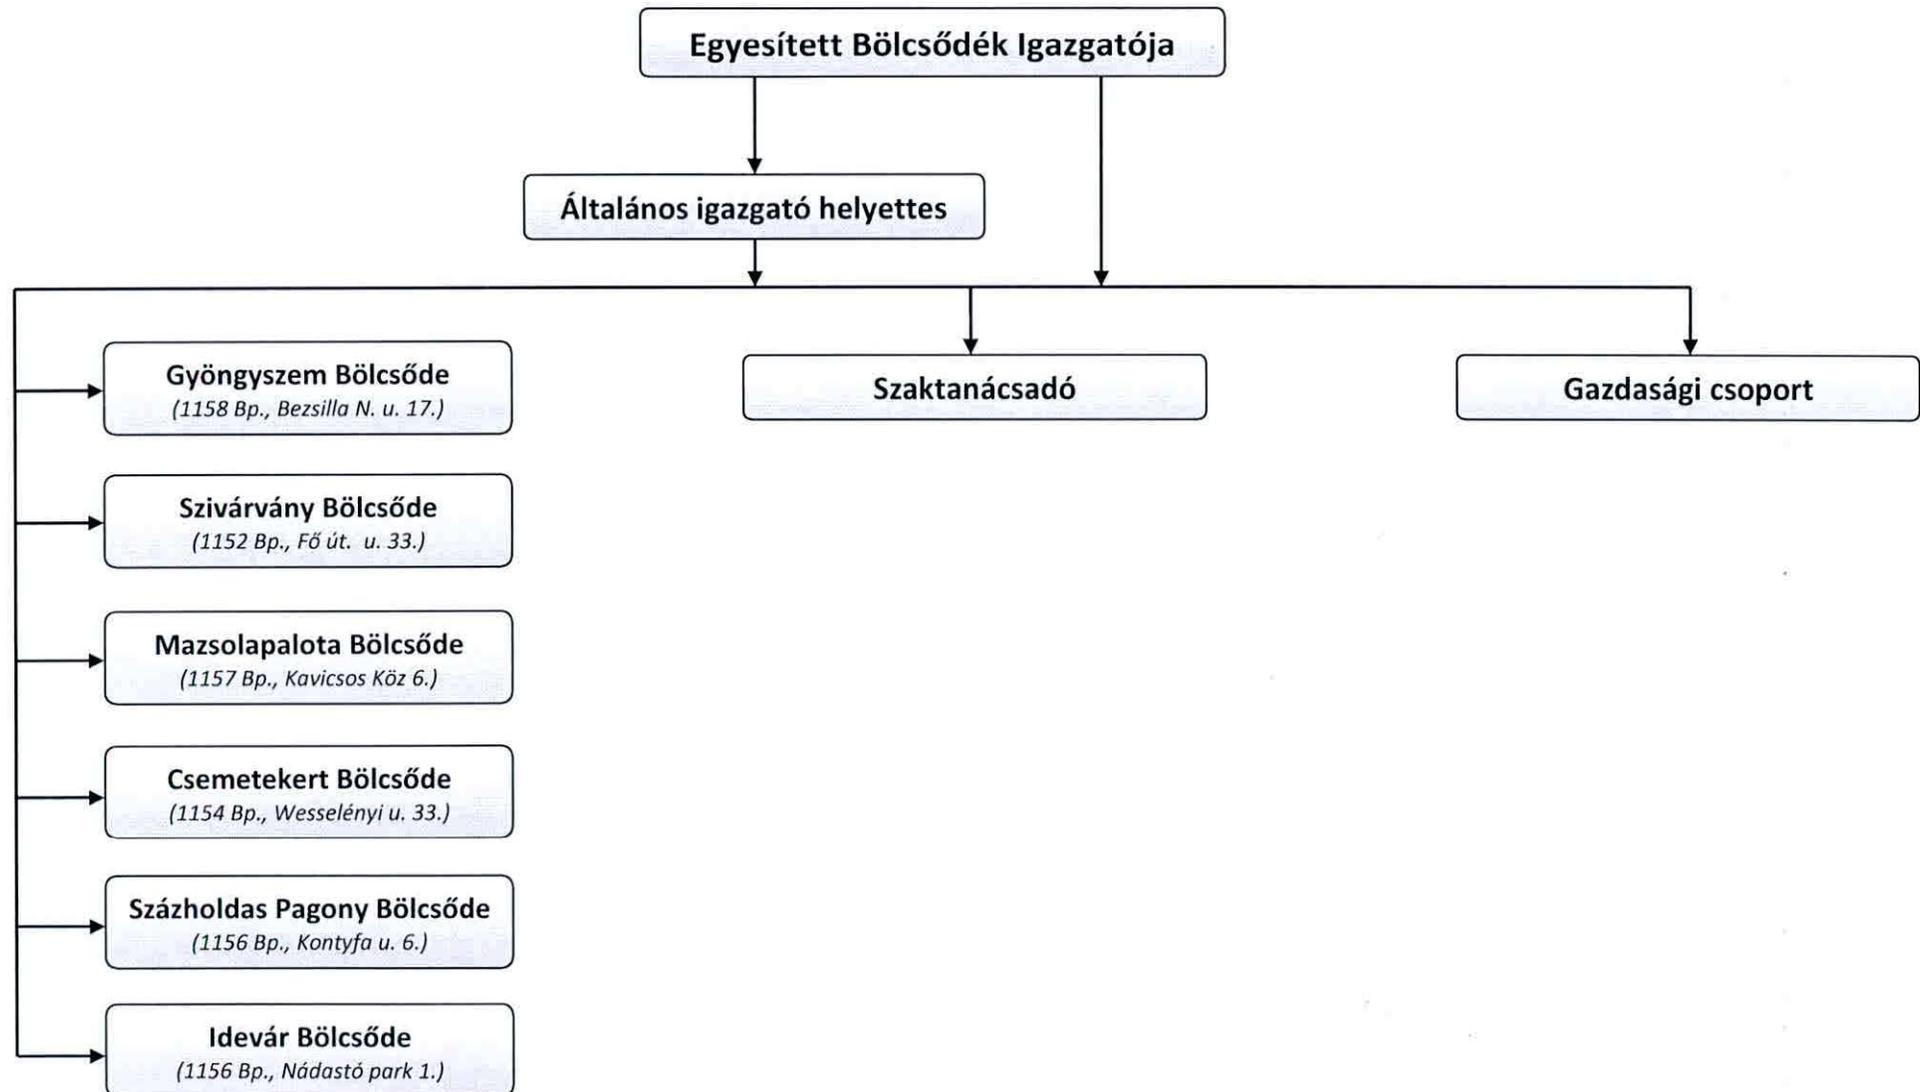 Egyesített Bölcsődék Igazgatója
Általános igazgató helyettes
Gyöngyszem Bölcsőde
(1158 Bp., Bezsilla N. u. 17.)
Szaktanácsadó
Gazdasági csoport
Szivárvány Bölcsőde
(1152 Bp., Fő út. u. 33.)
Mazsolapalota Bölcsőde
(1157 Bp., Kavicsos Köz 6.)
Csemetekert Bölcsőde
(1154 Bp., Wesselényi u. 33.)
Százholdas Pagony Bölcsőde
(1156 Bp., Kontyfa u. 6.)
Idevár Bölcsőde
(1156 Bp., Nádastó park 1.)